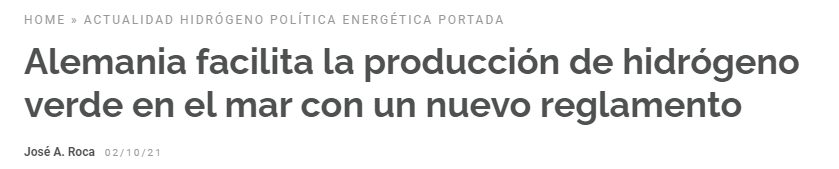 HOME » ACTUALIDAD HIDRÓGENO POLÍTICA ENERGÉTICA PORTADA
Alemania facilita la producción de hidrógeno
verde en el mar con un nuevo reglamento
José A. Roca 02/10/21